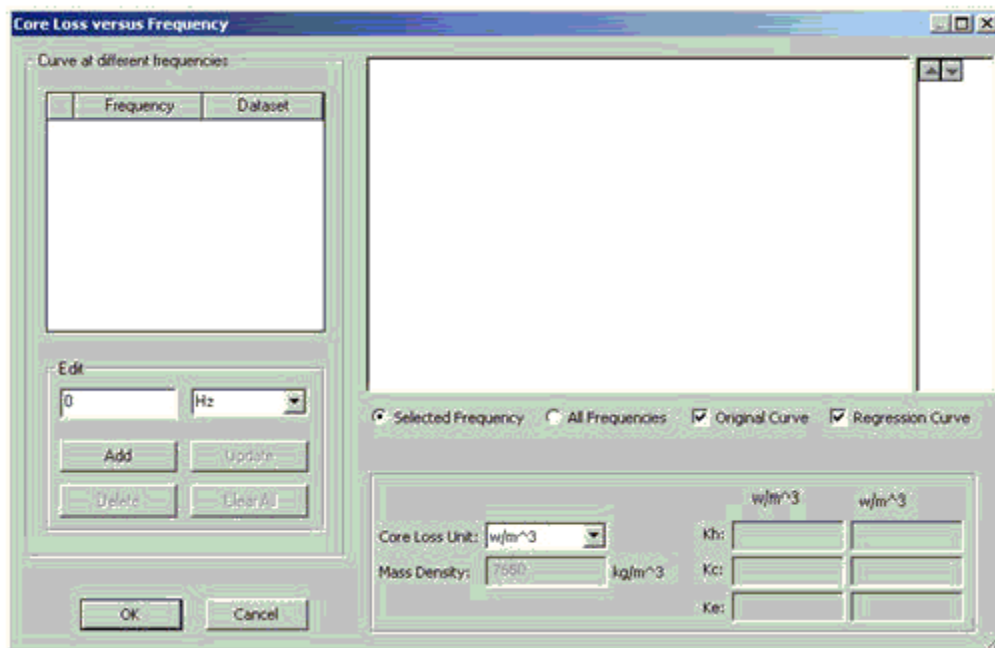 Core Loss versus Frequency
Curve at different frequencies
Frequency Dataset
Edit
0 Hz
Add Update
Delete Clear All
OK Cancel
Selected Frequency All Frequencies Original Curve Regression Curve
w/m^3 w/m^3
Core Loss Unit: w/m^3
Mass Density: kg/m^3
Kh:
Kc:
Ke: